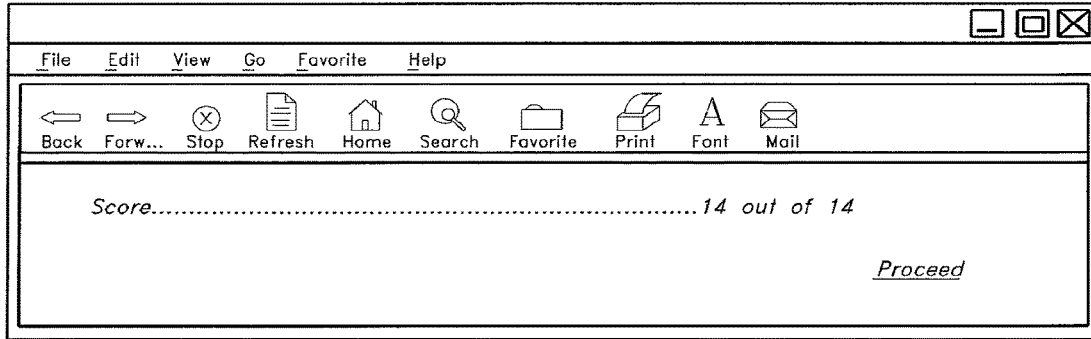 File Edit View Go Favorite Help
Back Forw... Stop Refresh Home Search Favorite Print Font Mail
Score......................................................................14 out of 14
Proceed